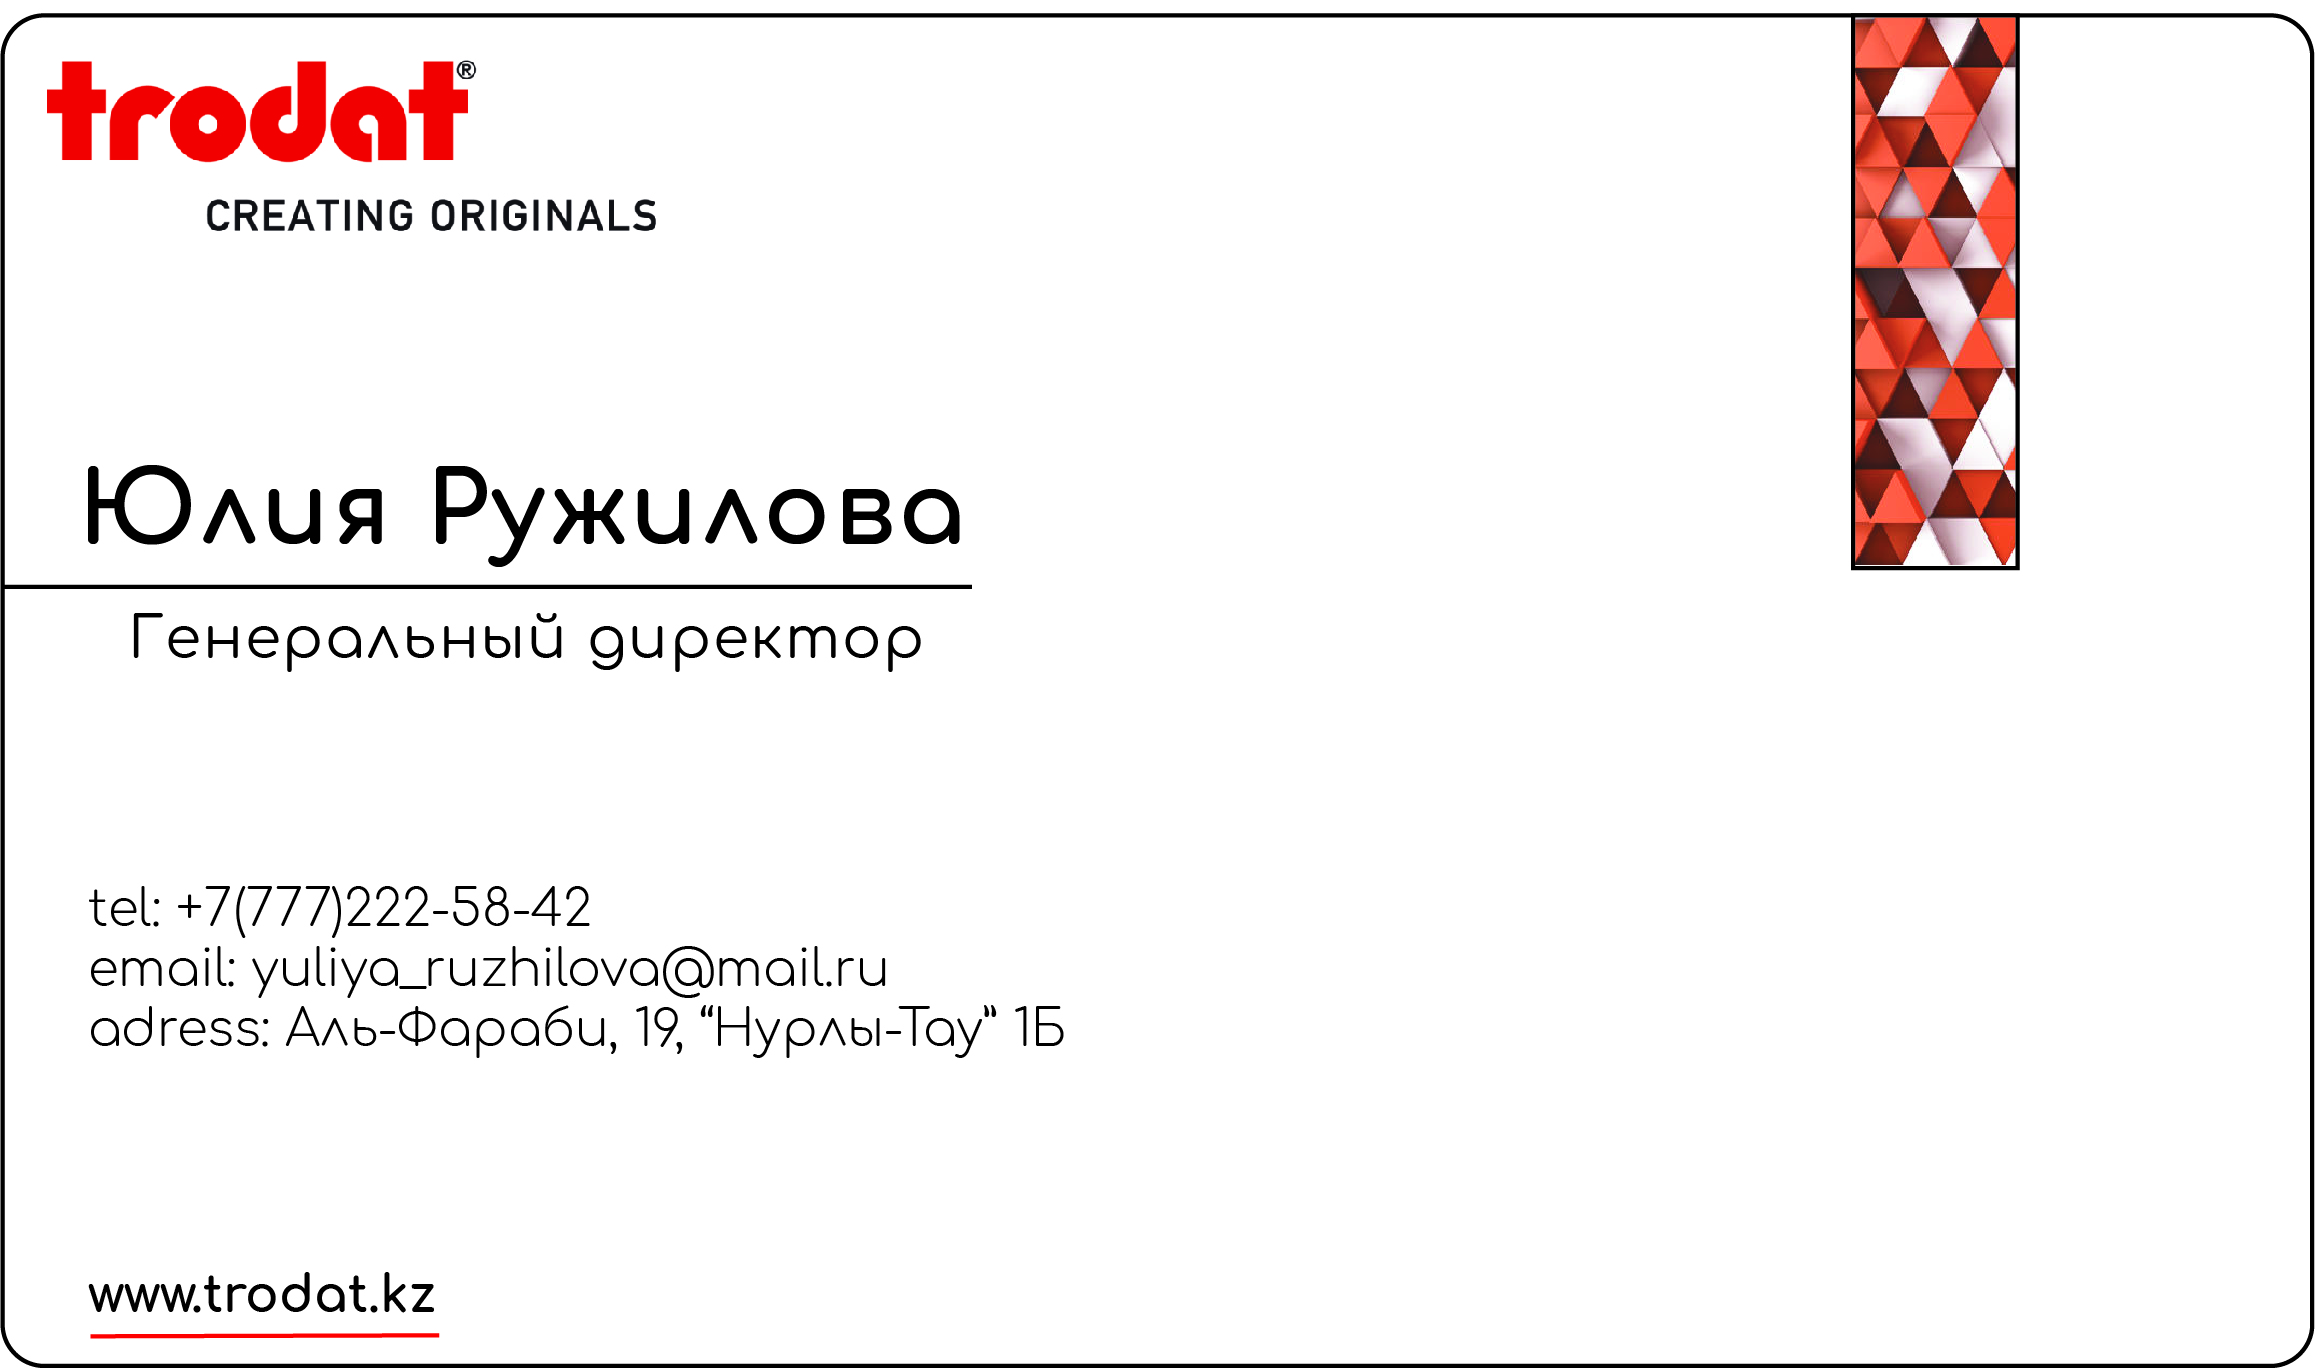 trodat®
CREATING ORIGINALS
Юлия Ружилова
Генеральный директор
tel: +7(777)222-58-42
email: yuliya_ruzhilova@mail.ru
adress: Аль-Фараби, 19, “Нурлы-Тау” 1Б
www.trodat.kz